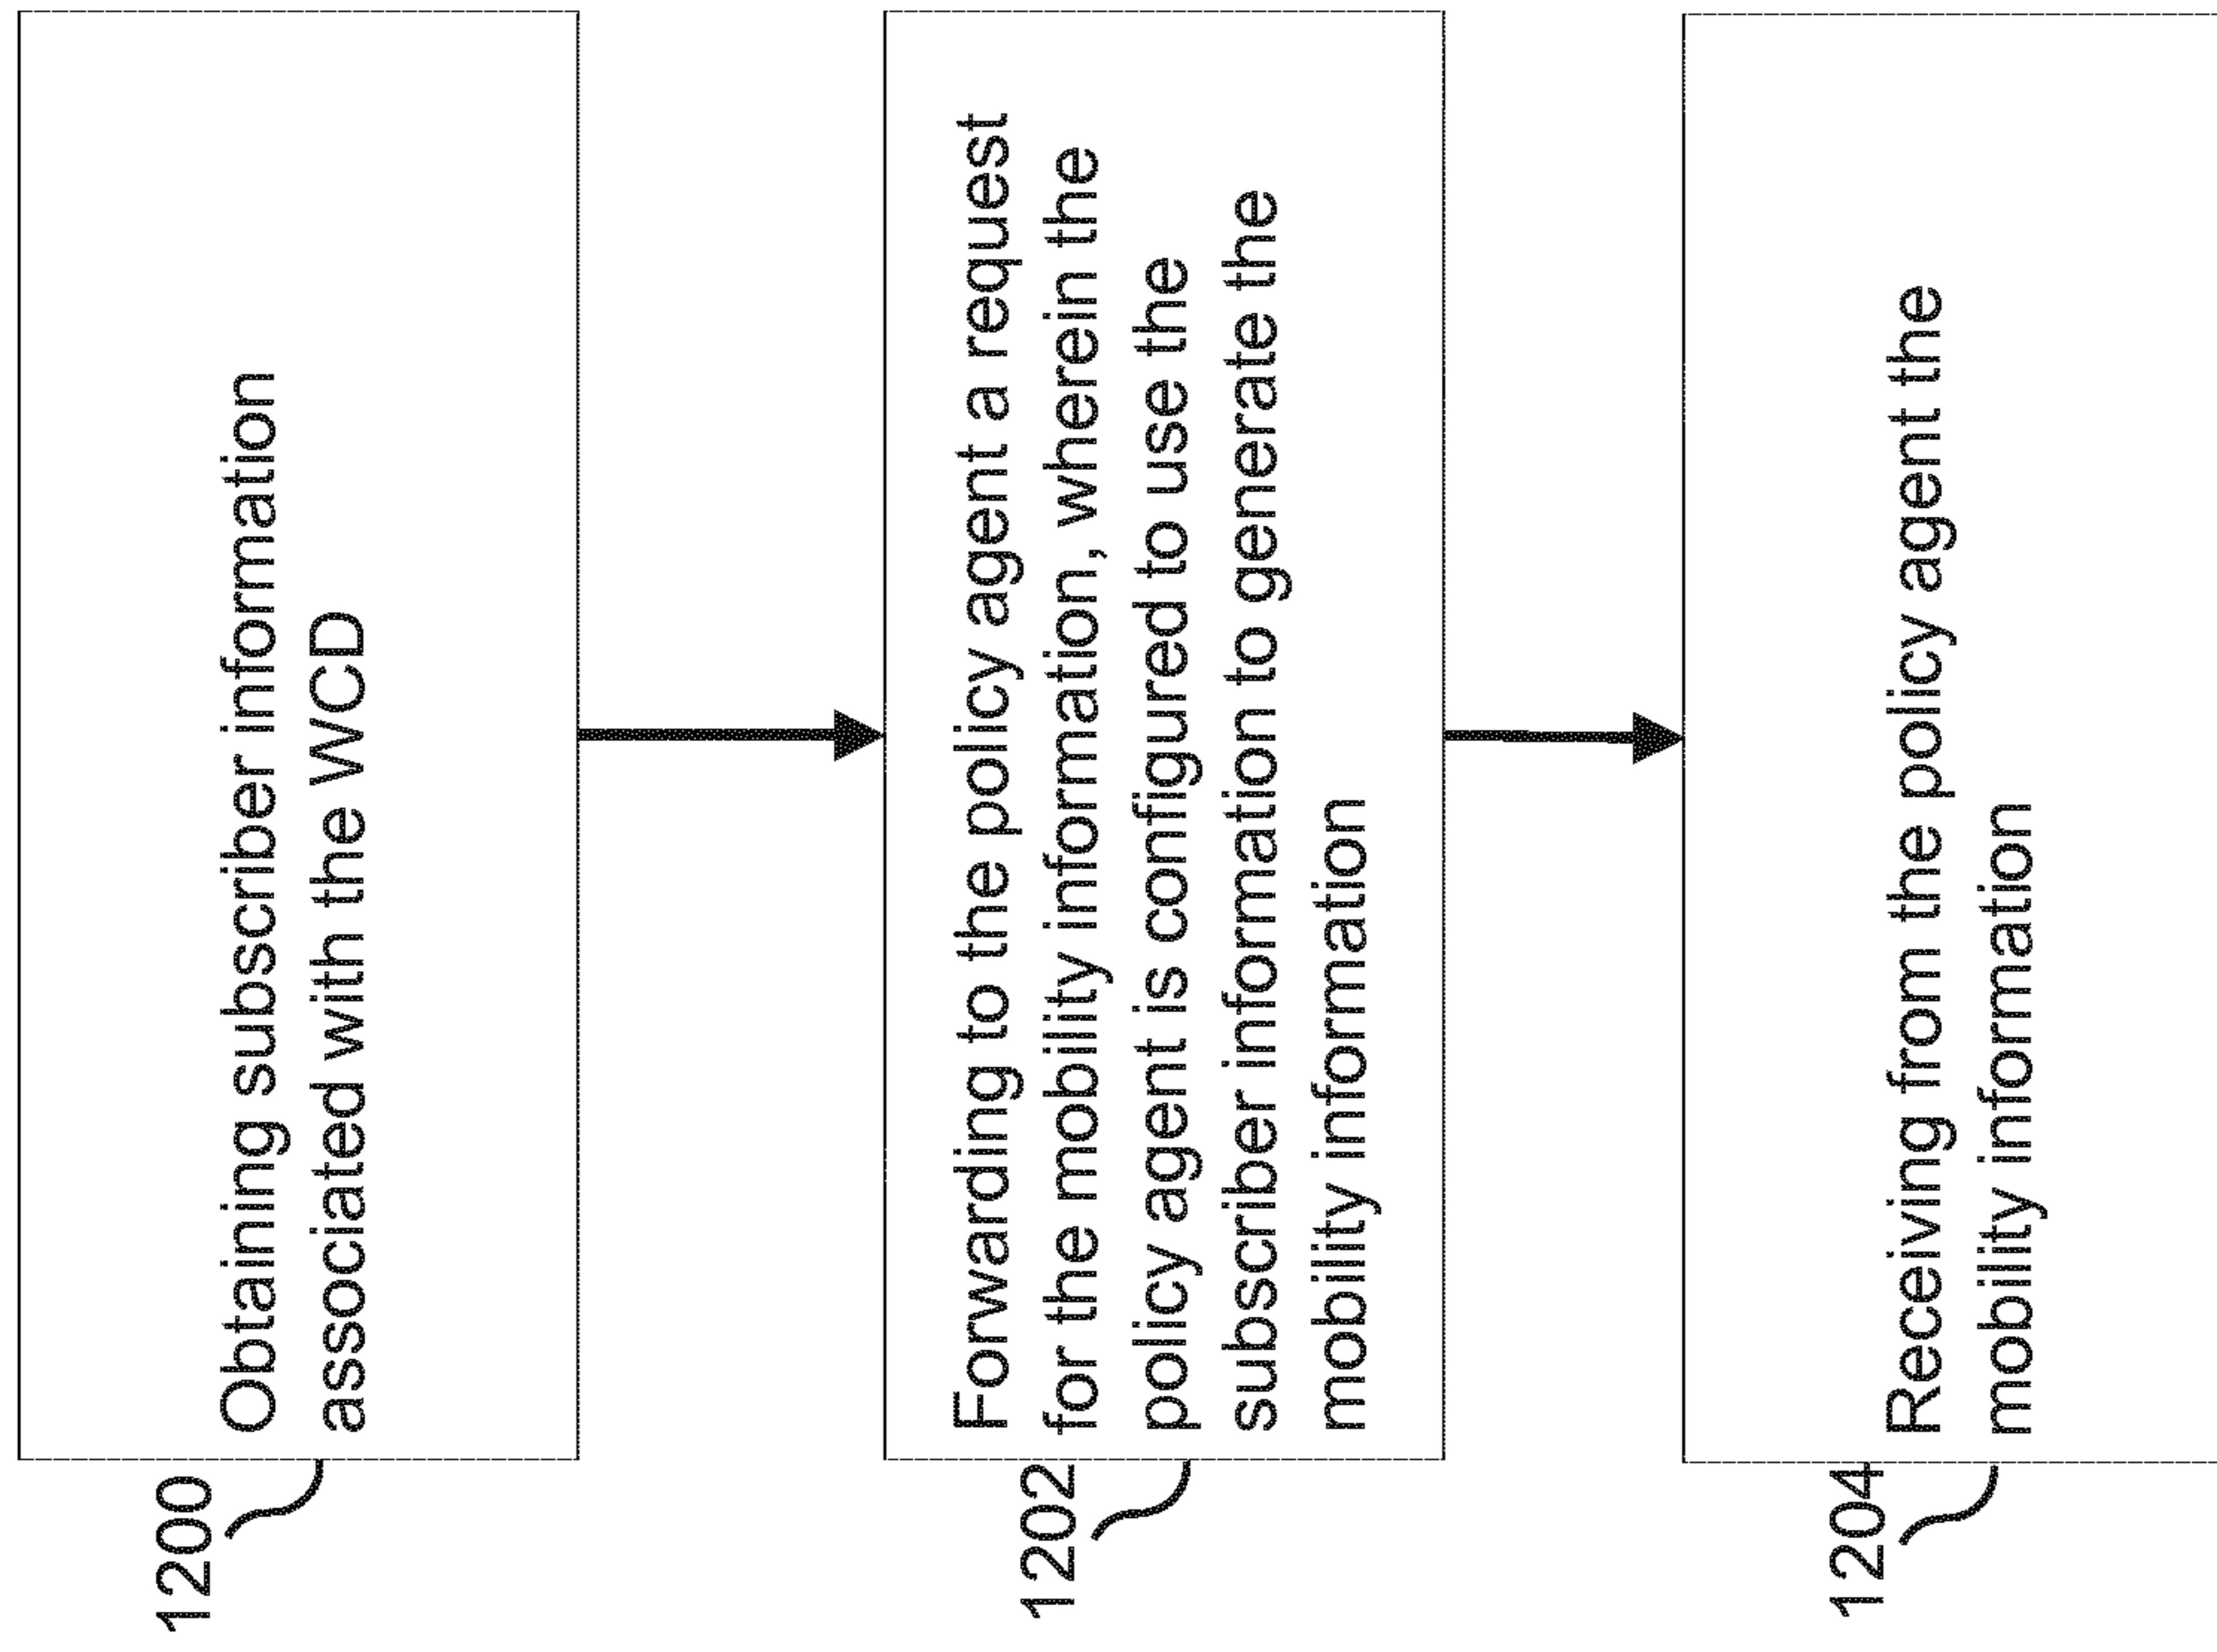 1200
Obtaining subscriber information
associated with the WCD
1202
Forwarding to the policy agent a request
for the mobility information, wherein the
policy agent is configured to use the
subscriber information to generate the
mobility information
1204
Receiving from the policy agent the
mobility information